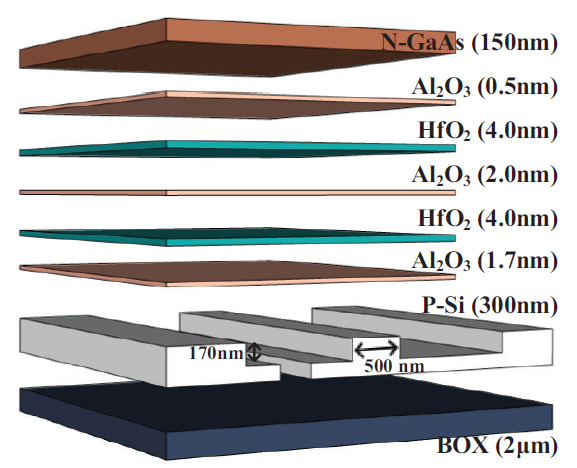 N-GaAs (150nm)
Al₂O₃ (0.5nm)
HfO₂ (4.0nm)
Al₂O₃ (2.0nm)
HfO₂ (4.0nm)
Al₂O₃ (1.7nm)
P-Si (300nm)
170nm
500 nm
BOX (2μm)